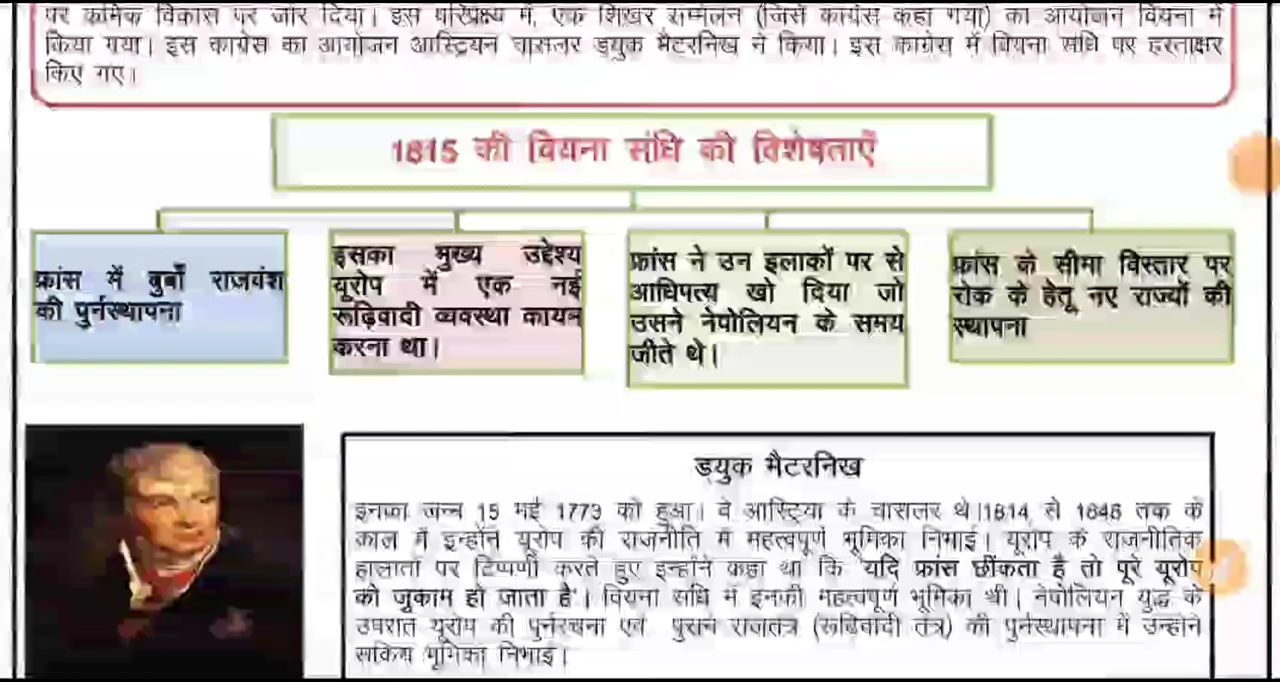 पर क्रमिक विकास पर जोर दिया। इस परिप्रेक्ष्य में, एक शिखर सम्मेलन (जिसे कांग्रेस कहा गया) का आयोजन वियना में
किया गया। इस कांग्रेस का आयोजन आस्ट्रियन चांसलर ड्युक मैटरनिख ने किया। इस कांग्रेस में वियना संधि पर हस्ताक्षर
किए गए।
1815 की वियना संधि की विशेषताएँ
फ्रांस में बुर्बों राजवंश
की पुर्नस्थापना
इसका मुख्य उद्देश्य
यूरोप में एक नई
रूढ़िवादी व्यवस्था कायम
करना था।
फ्रांस ने उन इलाकों पर से
आधिपत्य खो दिया जो
उसने नेपोलियन के समय
जीते थे।
फ्रांस के सीमा विस्तार पर
रोक के हेतू नए राज्यों की
स्थापना
ड्युक मैटरनिख
इनका जन्म 15 मई 1773 को हुआ। वे आस्ट्रिया के चांसलर थे।1814 से 1848 तक के
काल में इन्होंने यूरोप की राजनीति में महत्वपूर्ण भूमिका निभाई। यूरोप के राजनीतिक
हालातों पर टिप्पणी करते हुए इन्होंने कहा था कि 'यदि फ्रांस छींकता है तो पूरे यूरोप
को जुकाम हो जाता है'। वियना संधि में इनकी महत्वपूर्ण भूमिका थी। नेपोलियन युद्ध के
उपरांत यूरोप की पुर्नरचना एवं पुराने राजतंत्र (रूढ़िवादी तंत्र) की पुर्नस्थापना में उन्होंने
सक्रिय भूमिका निभाई।